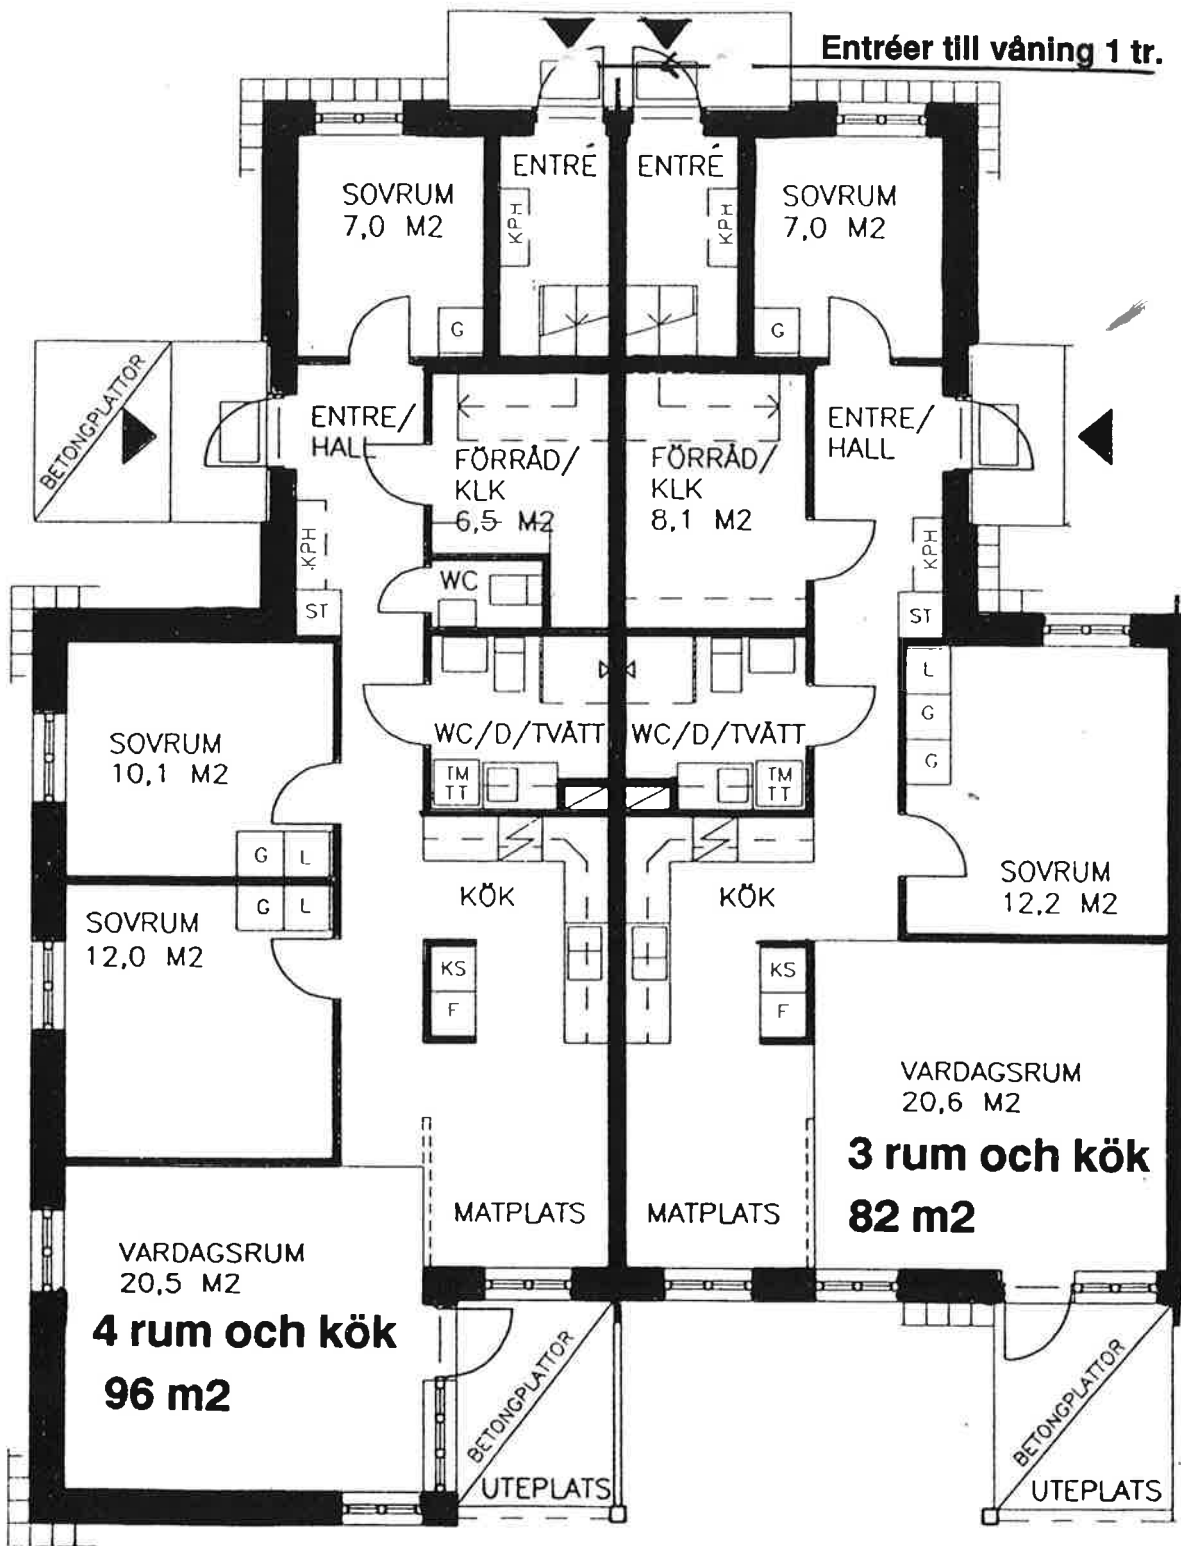 Entréer till våning 1 tr.
ENTRÉ
ENTRÉ
SOVRUM
7,0 M2
SOVRUM
7,0 M2
KPH
KPH
G
G
BETONGPLATTOR
ENTRE/
HALL
ENTRE/
HALL
FÖRRÅD/
KLK
6,5 M2
FÖRRÅD/
KLK
8,1 M2
KPH
KPH
WC
ST
ST
L
G
G
SOVRUM
10,1 M2
WC/D/TVÄTT
WC/D/TVÄTT
TM
TT
TM
TT
G L
G L
KÖK
KÖK
SOVRUM
12,2 M2
SOVRUM
12,0 M2
KS
F
KS
F
VARDAGSRUM
20,6 M2
3 rum och kök
82 m2
MATPLATS
MATPLATS
VARDAGSRUM
20,5 M2
4 rum och kök
96 m2
BETONGPLATTOR
BETONGPLATTOR
UTEPLATS
UTEPLATS